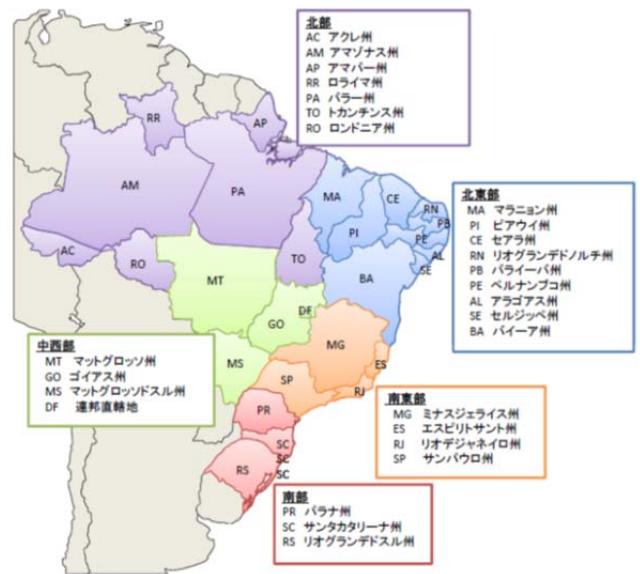 北部
AC アクレ州
AM アマゾナス州
AP アマパー州
RR ロライマ州
PA パラー州
TO トカンチンス州
RO ロンドニア州
RR
AP
AM
PA
MA
CE
RN
PB
PI
PE
AL
SE
AC
RO
TO
BA
MT
DF
GO
MG
ES
MS
SP
RJ
PR
SC
SC
SC
RS
北東部
MA マラニョン州
PI ピアウイ州
CE セアラ州
RN リオグランデドノルチ州
PB パライーバ州
PE ペルナンブコ州
AL アラゴアス州
SE セルジッペ州
BA バイーア州
中西部
MT マットグロッソ州
GO ゴイアス州
MS マットグロッソドスル州
DF 連邦直轄地
南東部
MG ミナスジェライス州
ES エスピリトサント州
RJ リオデジャネイロ州
SP サンパウロ州
南部
PR パラナ州
SC サンタカタリーナ州
RS リオグランデドスル州